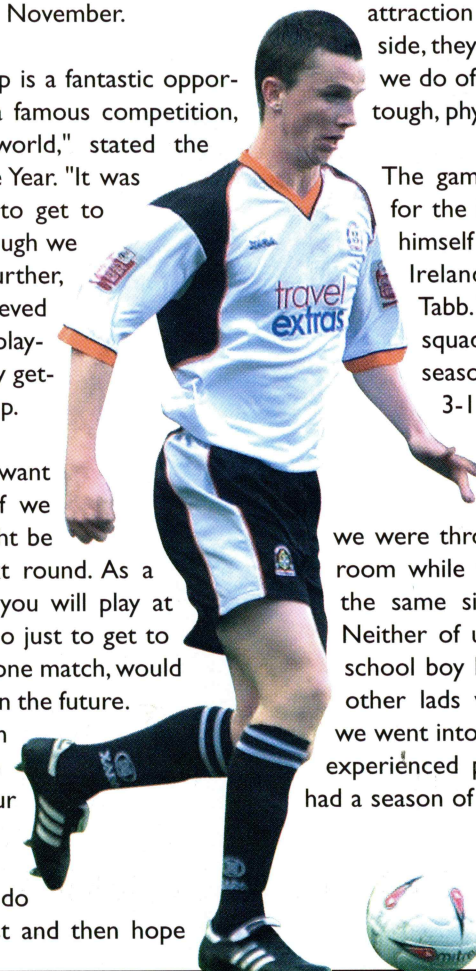 November.
p is a fantastic oppor-
famous competition,
world," stated the
Year. "It was
to get to
ugh we
urther,
eved
play-
get-
p.
want
f we
nt be
t round. As a
you will play at
o just to get to
one match, would
n the future.
n
ur
do
t and then hope
attraction
side, they
we do of
tough, phy
The gam
for the
himself
Ireland
Tabb.
squad
seaso
3-1
we were thro
room while
the same si
Neither of u
school boy
other lads
we went into
experienced p
had a season of
XARA
travel
extras
mitre